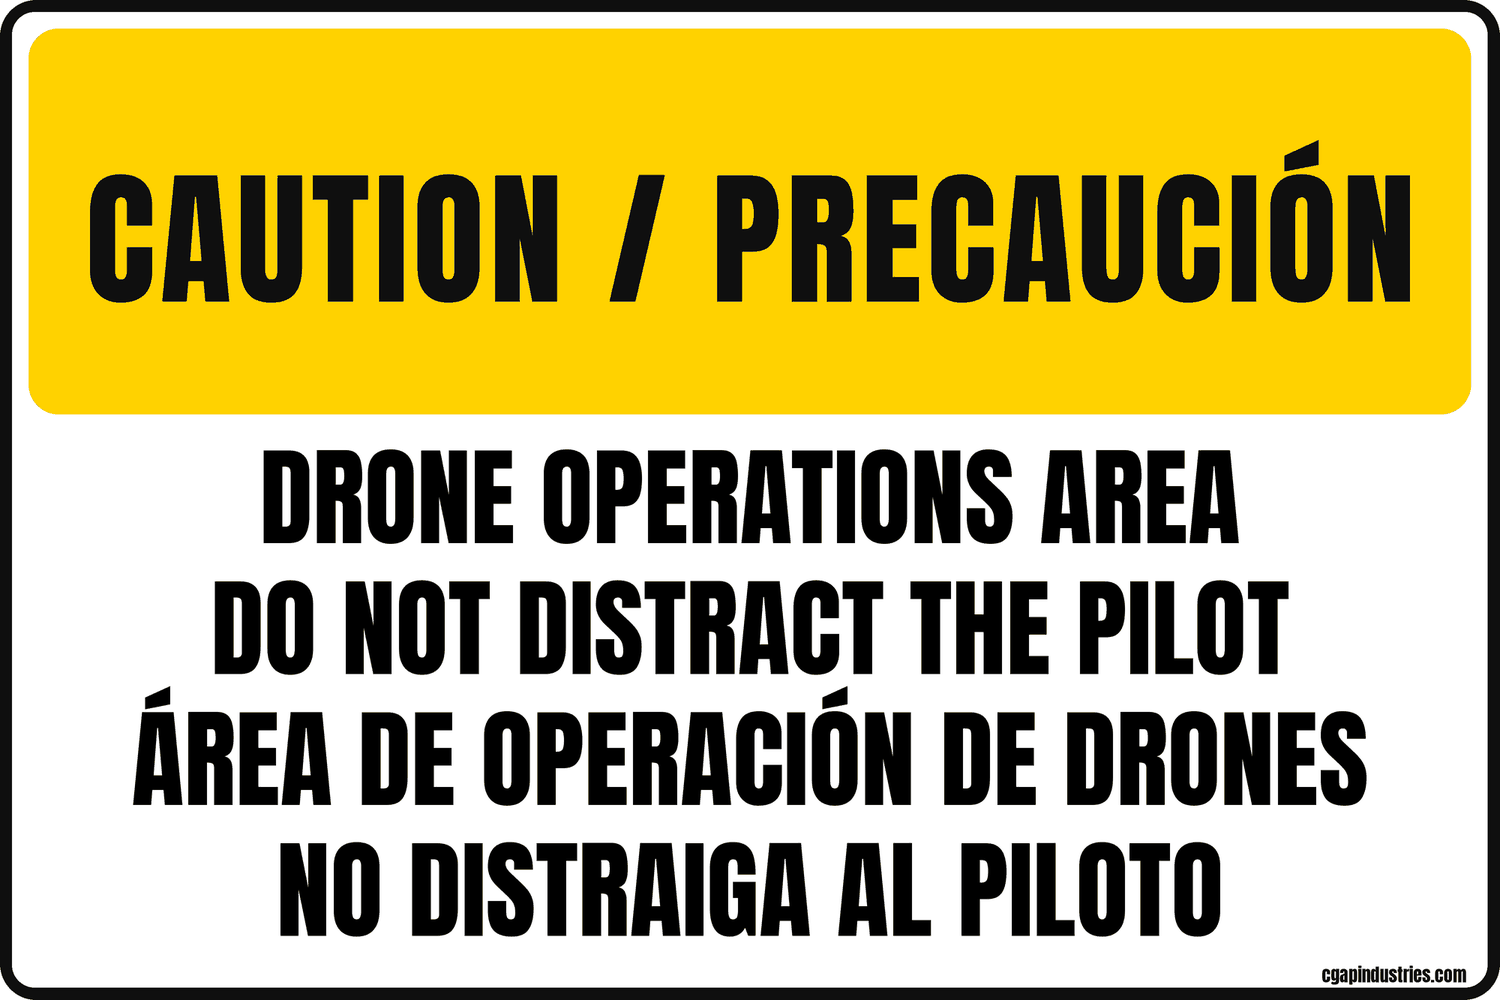 CAUTION / PRECAUCIÓN
DRONE OPERATIONS AREA
DO NOT DISTRACT THE PILOT
ÁREA DE OPERACIÓN DE DRONES
NO DISTRAIGA AL PILOTO
cgapindustries.com